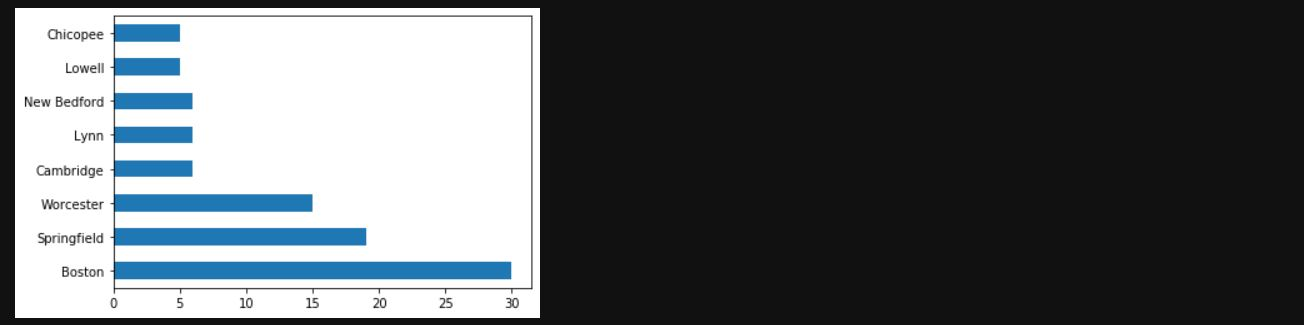 Chicopee
Lowell
New Bedford
Lynn
Cambridge
Worcester
Springfield
Boston
0 5 10 15 20 25 30